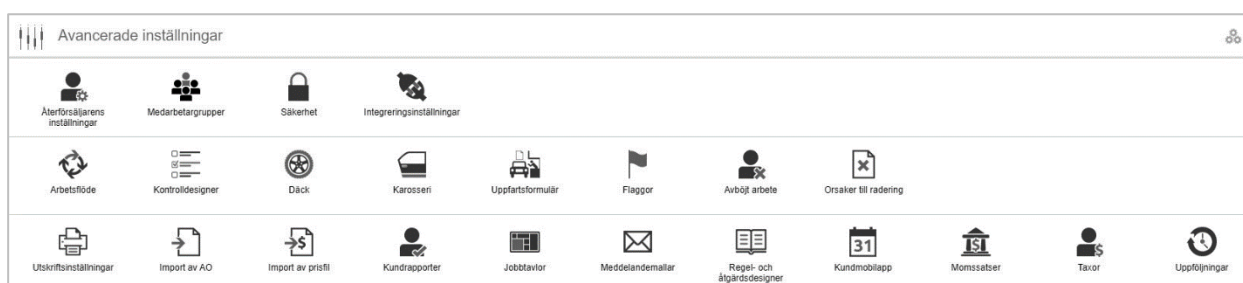 Avancerade inställningar
Återförsäljarens
inställningar
Medarbetargrupper
Säkerhet
Integreringsinställningar
Arbetsflöde
Kontrolldesigner
Däck
Karosseri
Uppfartsformulär
Flaggor
Avböjt arbete
Orsaker till radering
Utskriftsinställningar
Import av AO
Import av prisfil
Kundrapporter
Jobbtavlor
Meddelandemallar
Regel- och
åtgärdsdesigner
31
Kundmobilapp
Momssatser
Taxor
Uppföljningar